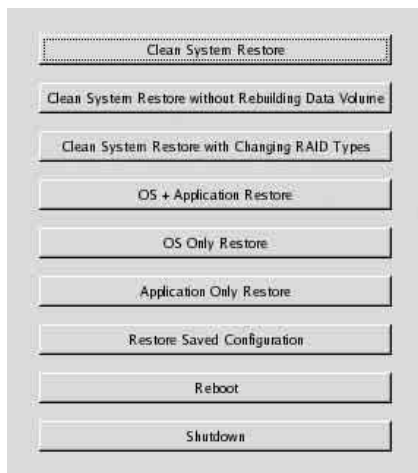 Clean System Restore
Clean System Restore without Rebuilding Data Volume
Clean System Restore with Changing RAID Types
OS + Application Restore
OS Only Restore
Application Only Restore
Restore Saved Configuration
Reboot
Shutdown